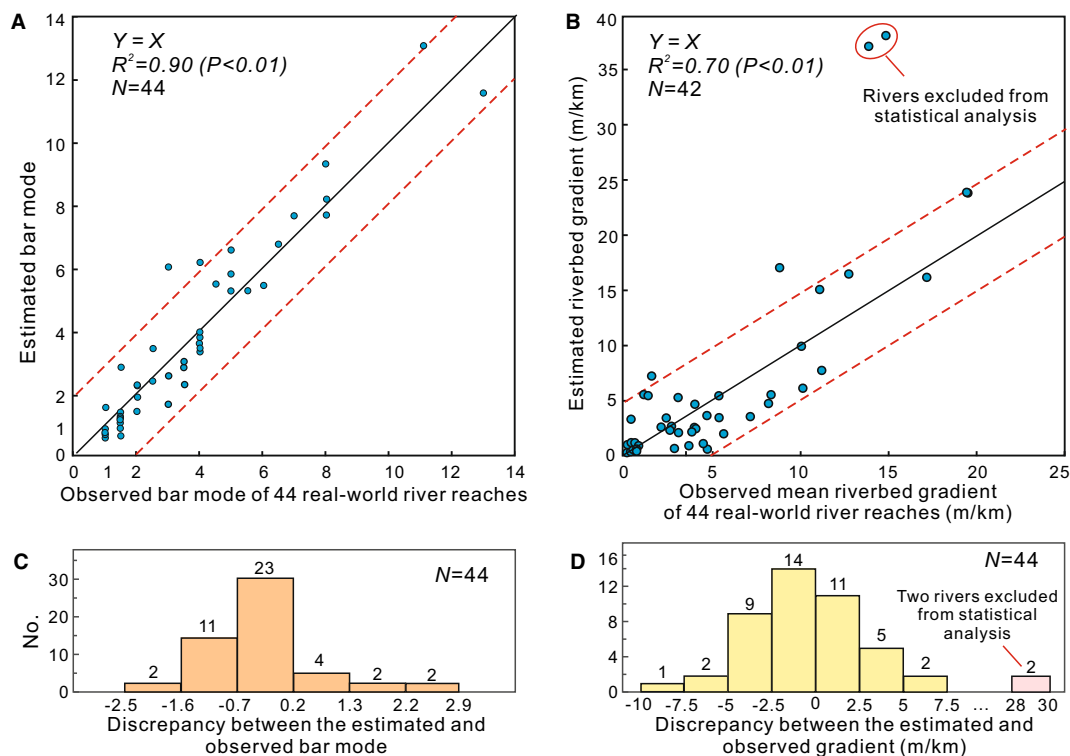 A
14
12
10
8
6
4
2
1
0
Estimated bar mode
Y = X
R²=0.90 (P<0.01)
N=44
0 1 2 4 6 8 10 12 14
Observed bar mode of 44 real-world river reaches
B
40
35
30
25
20
15
10
5
0
Estimated riverbed gradient (m/km)
Y = X
R²=0.70 (P<0.01)
N=42
Rivers excluded from
statistical analysis
0 5 10 15 20 25
Observed mean riverbed gradient
of 44 real-world river reaches (m/km)
C
30
20
10
0
No.
N=44
2 11 23 4 2 2
-2.5 -1.6 -0.7 0.2 1.3 2.2 2.9
Discrepancy between the estimated and
observed bar mode
D
16
12
8
4
0
N=44
Two rivers excluded
from statistical
analysis
1 2 9 14 11 5 2 2
-10 -7.5 -5 -2.5 0 2.5 5 7.5 ... 28 30
Discrepancy between the estimated and
observed gradient (m/km)